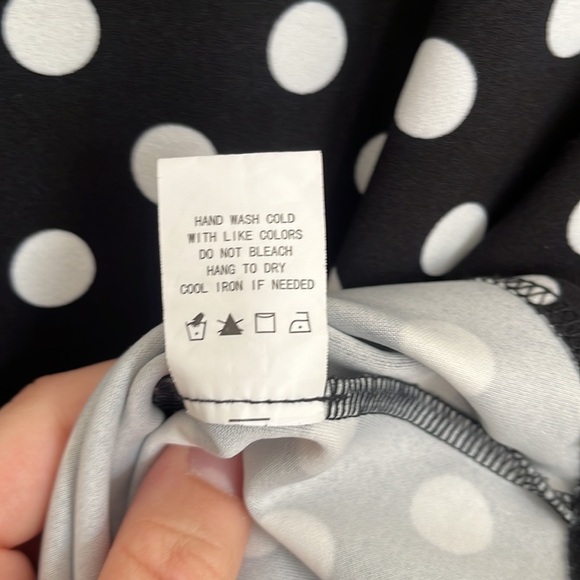 HAND WASH COLD
WITH LIKE COLORS
DO NOT BLEACH
HANG TO DRY
COOL IRON IF NEEDED